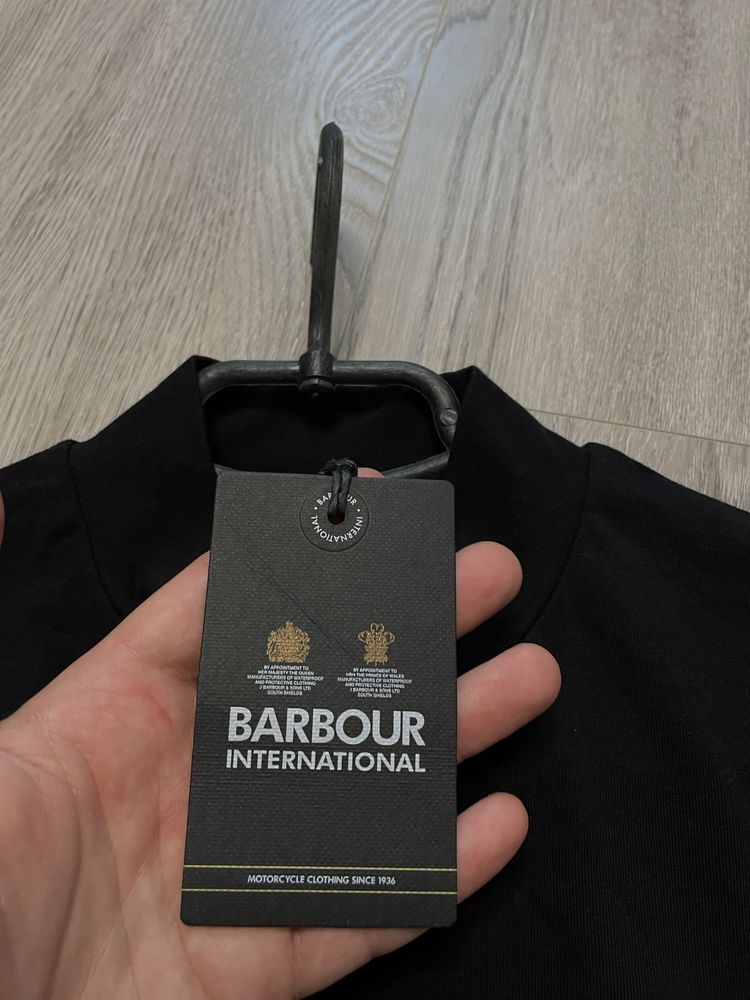 • BARBOUR •
INTERNATIONAL
BY APPOINTMENT TO
HER MAJESTY THE QUEEN
MANUFACTURERS OF WATERPROOF
AND PROTECTIVE CLOTHING
J BARBOUR & SONS LTD
SOUTH SHIELDS
BY APPOINTMENT TO
HRH THE PRINCE OF WALES
MANUFACTURERS OF WATERPROOF
AND PROTECTIVE CLOTHING
J BARBOUR & SONS LTD
SOUTH SHIELDS
BARBOUR
INTERNATIONAL
MOTORCYCLE CLOTHING SINCE 1936